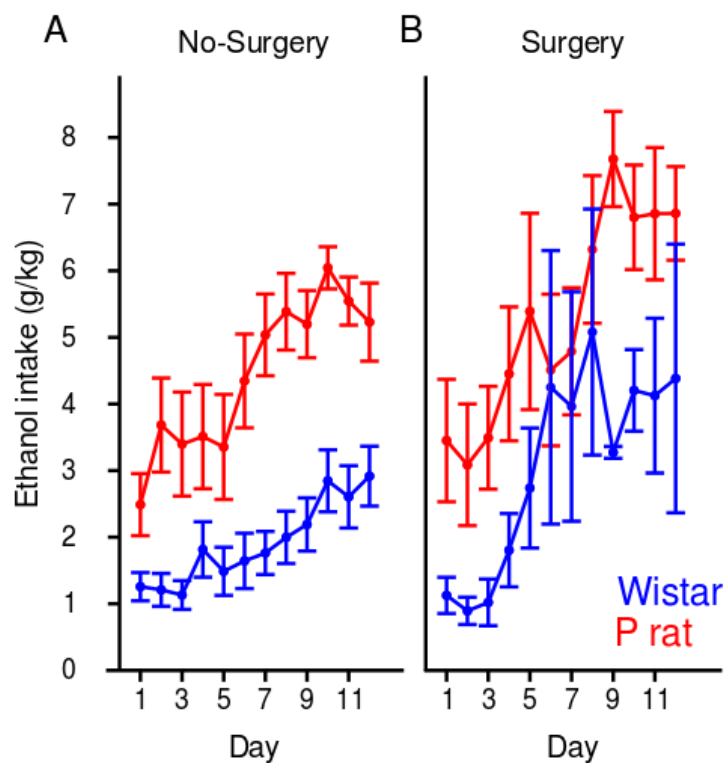 A
No-Surgery
B
Surgery
Ethanol intake (g/kg)
8
7
6
5
4
3
2
1
0
1 3 5 7 9 11
1 3 5 7 9 11
Wistar
P rat
Day
Day